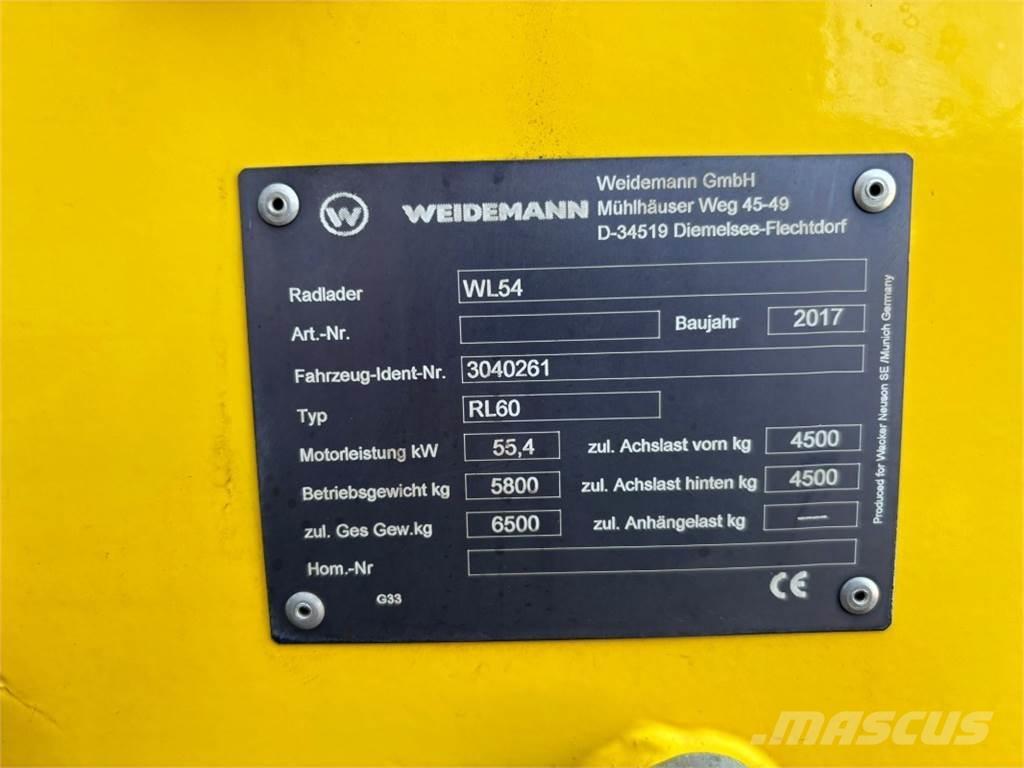 W WEIDEMANN
Weidemann GmbH
Mühlhäuser Weg 45-49
D-34519 Diemelsee-Flechtdorf
Radlader WL54
Art.-Nr. Baujahr 2017
Fahrzeug-Ident-Nr. 3040261
Typ RL60
Motorleistung kW 55,4 zul. Achslast vorn kg 4500
Betriebsgewicht kg 5800 zul. Achslast hinten kg 4500
zul. Ges Gew.kg 6500 zul. Anhängelast kg —
Hom.-Nr
G33 CE
Produced for Wacker Neuson SE /Munich Germany
MASCUS